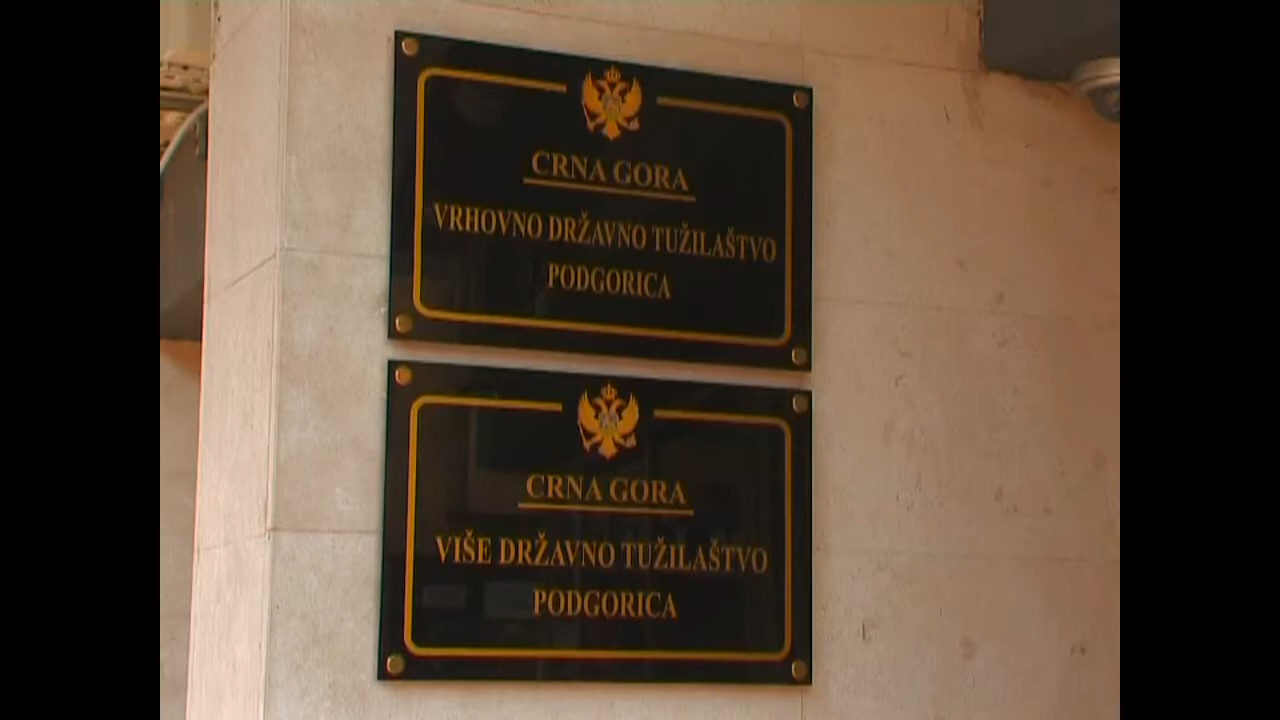 CRNA GORA
VRHOVNO DRŽAVNO TUŽILAŠTVO
PODGORICA
CRNA GORA
VIŠE DRŽAVNO TUŽILAŠTVO
PODGORICA